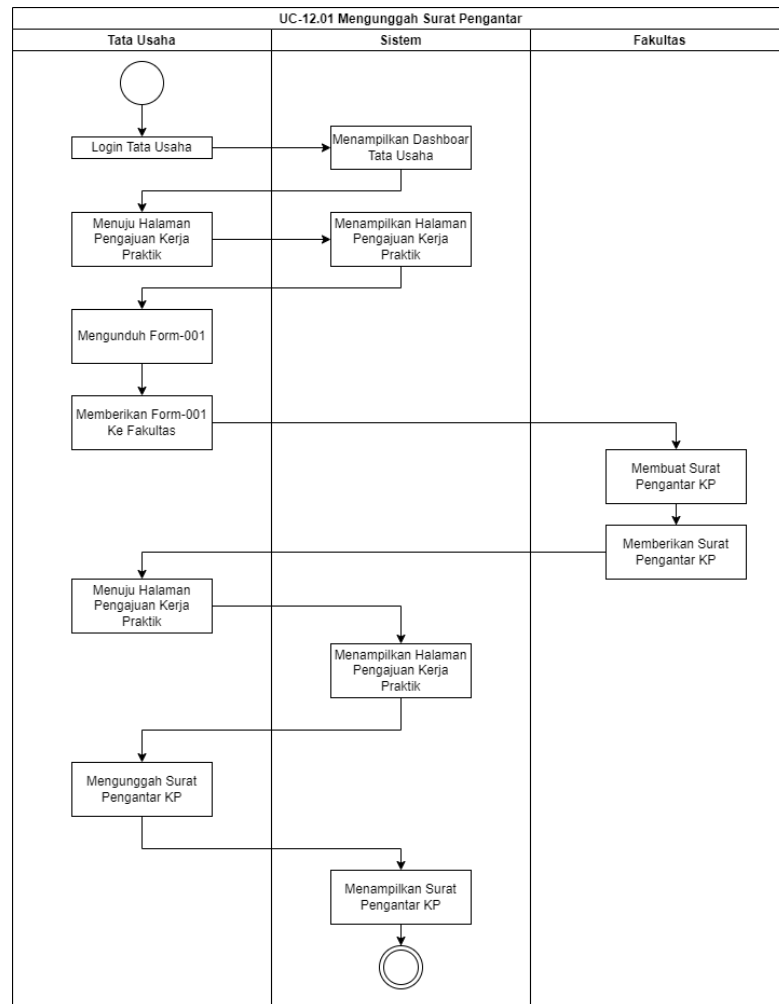 UC-12.01 Mengunggah Surat Pengantar
Tata Usaha
Sistem
Fakultas
Login Tata Usaha
Menampilkan Dashboar
Tata Usaha
Menuju Halaman
Pengajuan Kerja
Praktik
Menampilkan Halaman
Pengajuan Kerja
Praktik
Mengunduh Form-001
Memberikan Form-001
Ke Fakultas
Membuat Surat
Pengantar KP
Memberikan Surat
Pengantar KP
Menuju Halaman
Pengajuan Kerja
Praktik
Menampilkan Halaman
Pengajuan Kerja
Praktik
Mengunggah Surat
Pengantar KP
Menampilkan Surat
Pengantar KP